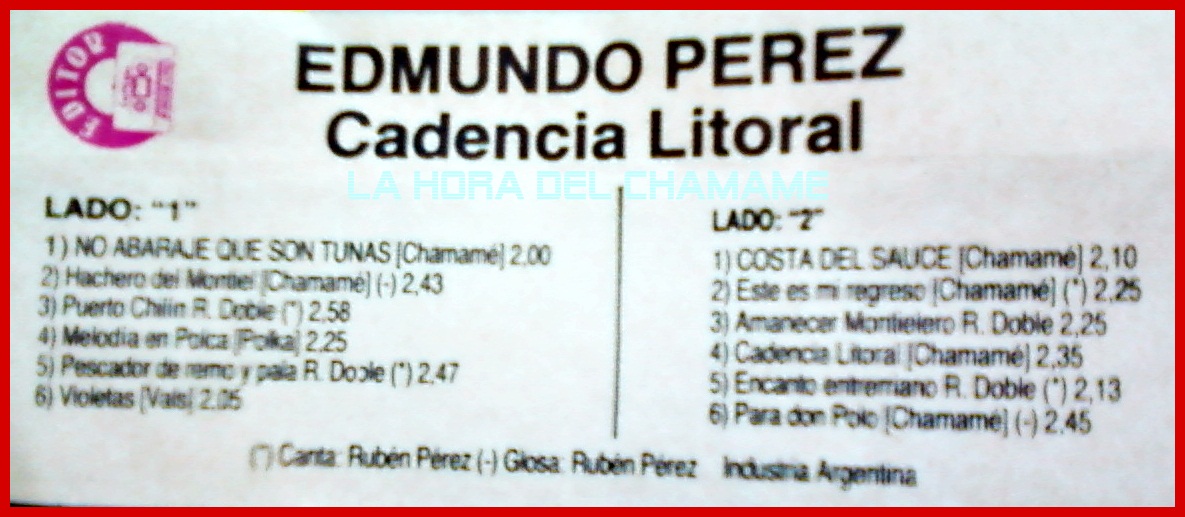 EDITOR
EDMUNDO PEREZ
Cadencia Litoral
LA HORA DEL CHAMAME
LADO: "1"
1) NO ABARAJE QUE SON TUNAS [Chamamé] 2,00
2) Hachero del Montiel [Chamamé] (-) 2,43
3) Puerto Chilin R. Doble (*) 2,58
4) Melodia en Polca [Polka] 2.25
5) Pescador de remo y pala R. Doble (*) 2,47
6) Violetas [Vals] 2.05
LADO: "2"
1) COSTA DEL SAUCE [Chamamé] 2,10
2) Este es mi regreso [Chamamé] (*) 2,25
3) Amanecer Montielero R. Doble 2,25
4) Cadencia Litoral [Chamamé] 2,35
5) Encanto entrerriano R. Doble (*) 2,13
6) Para don Polo [Chamamé] (-) 2.45
(*) Canta: Rubén Pérez (-) Glosa: Rubén Pérez Industria Argentina